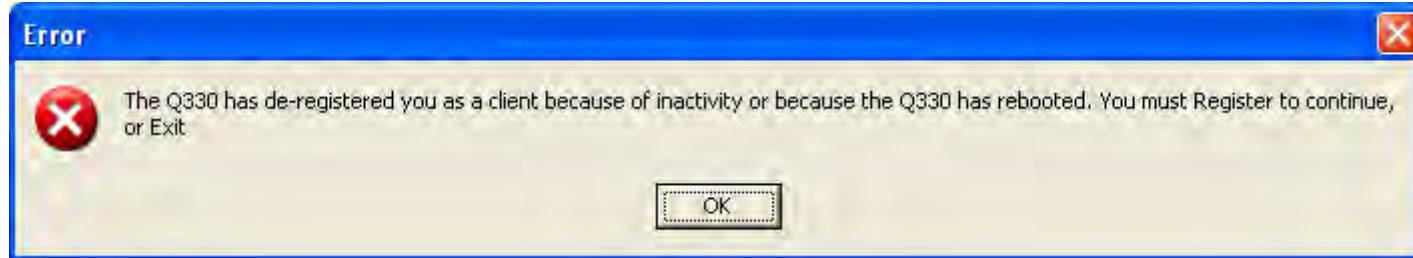 Error
The Q330 has de-registered you as a client because of inactivity or because the Q330 has rebooted. You must Register to continue,
or Exit
OK